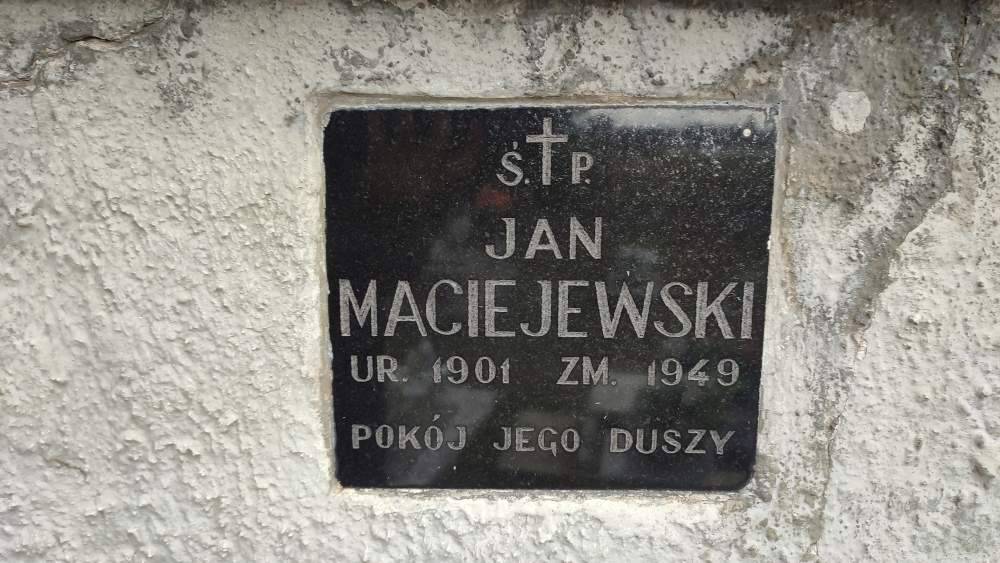 Ś. † P.
JAN
MACIEJEWSKI
UR. 1901 ZM. 1949
POKÓJ JEGO DUSZY